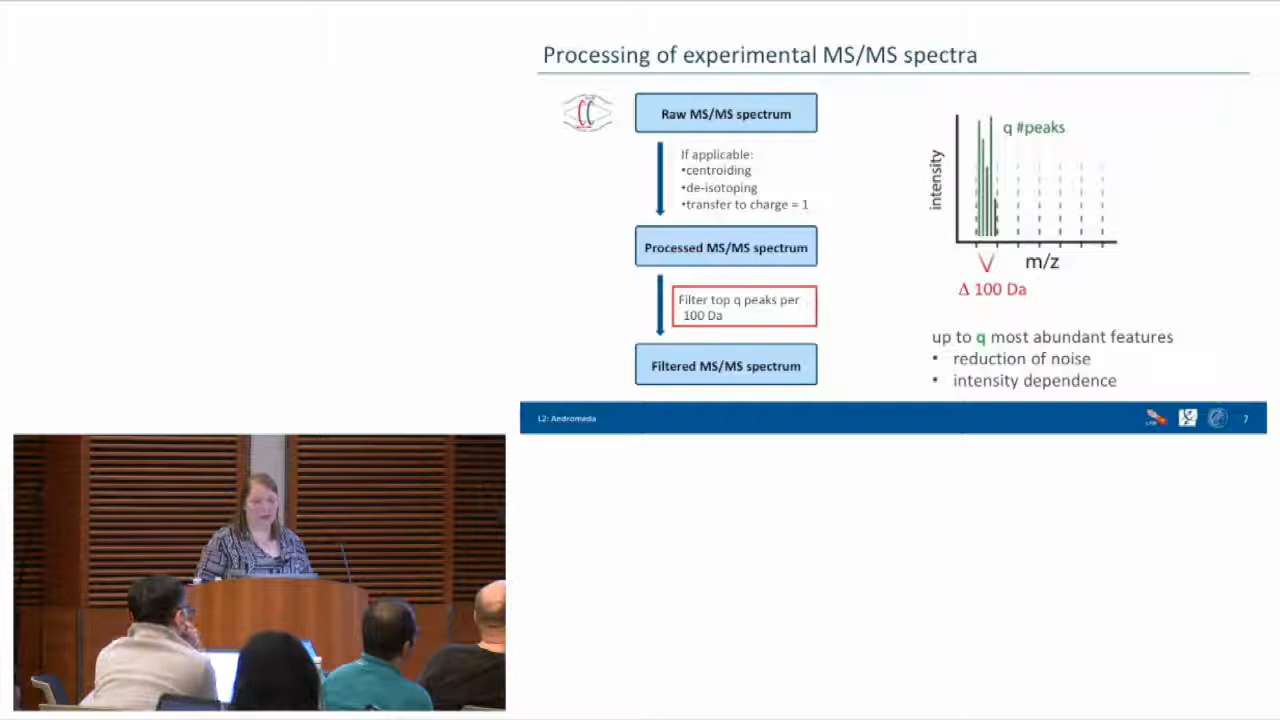 Processing of experimental MS/MS spectra
Raw MS/MS spectrum
If applicable:
•centroiding
•de-isotoping
•transfer to charge = 1
Processed MS/MS spectrum
Filter top q peaks per
100 Da
Filtered MS/MS spectrum
q #peaks
intensity
m/z
Δ 100 Da
up to q most abundant features
• reduction of noise
• intensity dependence
L2: Andromeda
7